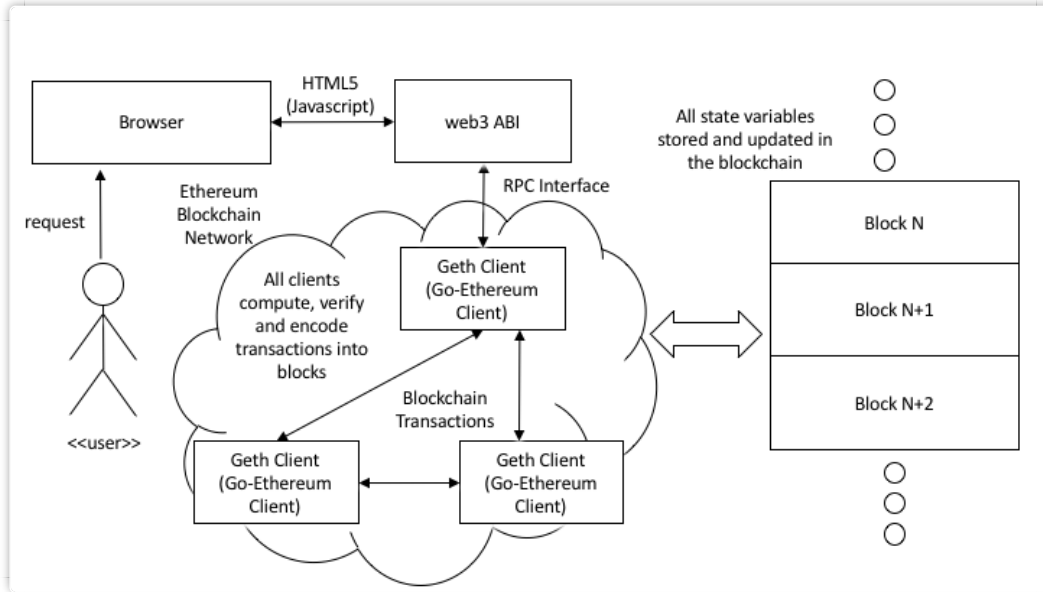 HTML5
(Javascript)
Browser
web3 ABI
All state variables
stored and updated in
the blockchain
RPC Interface
Ethereum
Blockchain
Network
request
Block N
Geth Client
(Go-Ethereum
Client)
All clients
compute, verify
and encode
transactions into
blocks
Block N+1
Blockchain
Transactions
Block N+2
<<user>>
Geth Client
(Go-Ethereum
Client)
Geth Client
(Go-Ethereum
Client)